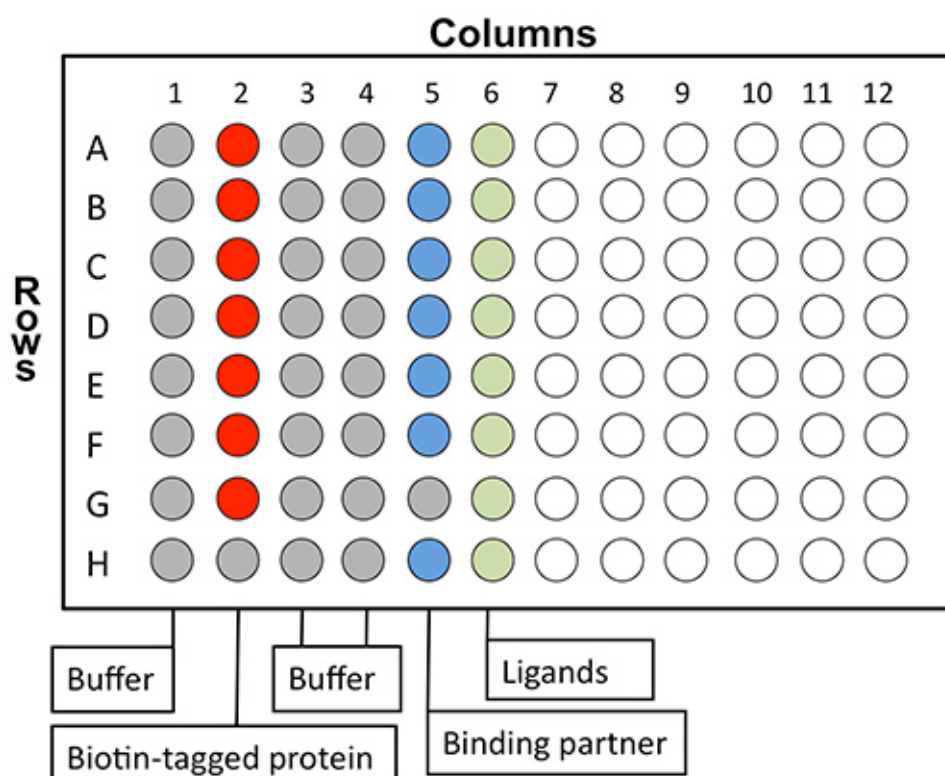 Columns
1 2 3 4 5 6 7 8 9 10 11 12
A
B
C
D
E
F
G
H
Rows
Buffer
Buffer
Ligands
Biotin-tagged protein
Binding partner